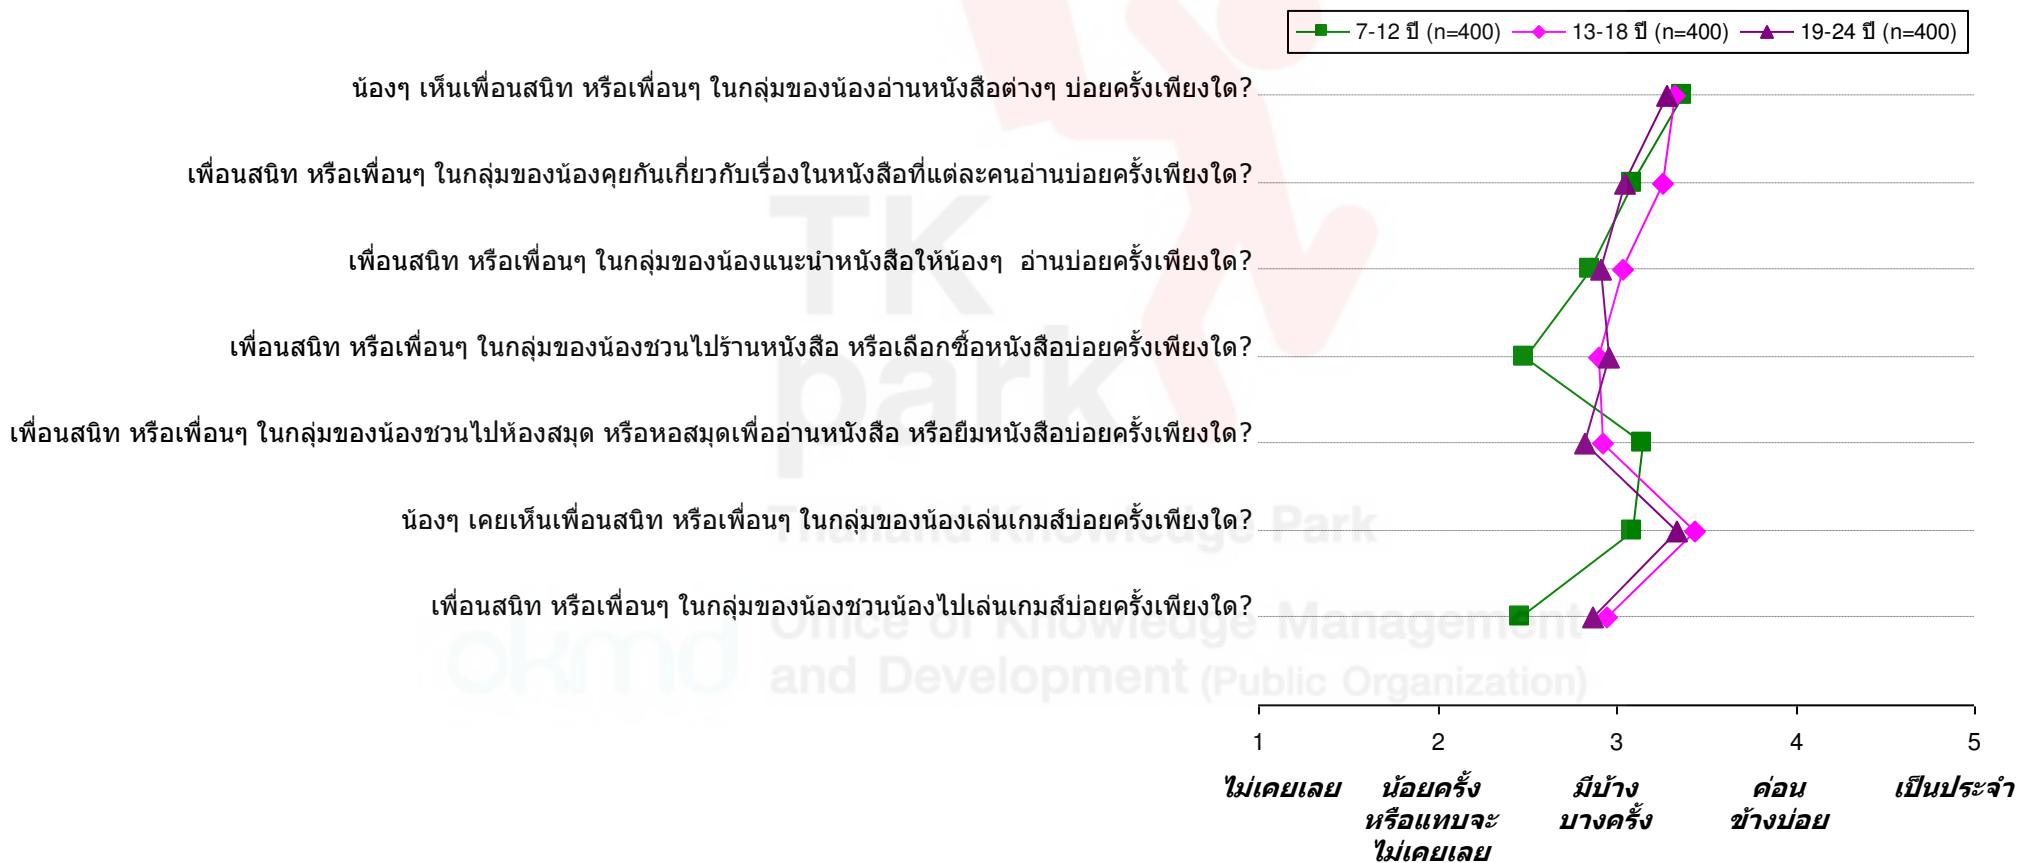 7-12 ปี (n=400) 13-18 ปี (n=400) 19-24 ปี (n=400)
น้องๆ เห็นเพื่อนสนิท หรือเพื่อนๆ ในกลุ่มของน้องอ่านหนังสือต่างๆ บ่อยครั้งเพียงใด?
เพื่อนสนิท หรือเพื่อนๆ ในกลุ่มของน้องคุยกันเกี่ยวกับเรื่องในหนังสือที่แต่ละคนอ่านบ่อยครั้งเพียงใด?
TK
เพื่อนสนิท หรือเพื่อนๆ ในกลุ่มของน้องแนะนำหนังสือให้น้องๆ อ่านบ่อยครั้งเพียงใด?
เพื่อนสนิท หรือเพื่อนๆ ในกลุ่มของน้องชวนไปร้านหนังสือ หรือเลือกซื้อหนังสือบ่อยครั้งเพียงใด?
park
เพื่อนสนิท หรือเพื่อนๆ ในกลุ่มของน้องชวนไปห้องสมุด หรือหอสมุดเพื่ออ่านหนังสือ หรือยืมหนังสือบ่อยครั้งเพียงใด?
น้องๆ เคยเห็นเพื่อนสนิท หรือเพื่อนๆ ในกลุ่มของน้องเล่นเกมส์บ่อยครั้งเพียงใด?
Thailand Knowledge Park
เพื่อนสนิท หรือเพื่อนๆ ในกลุ่มของน้องชวนน้องไปเล่นเกมส์บ่อยครั้งเพียงใด?
okmd
Office of Knowledge Management
and Development (Public Organization)
1 2 3 4 5
ไม่เคยเลย น้อยครั้ง มีบ้าง ค่อน เป็นประจำ
หรือแทบจะ บางครั้ง ข้างบ่อย
ไม่เคยเลย